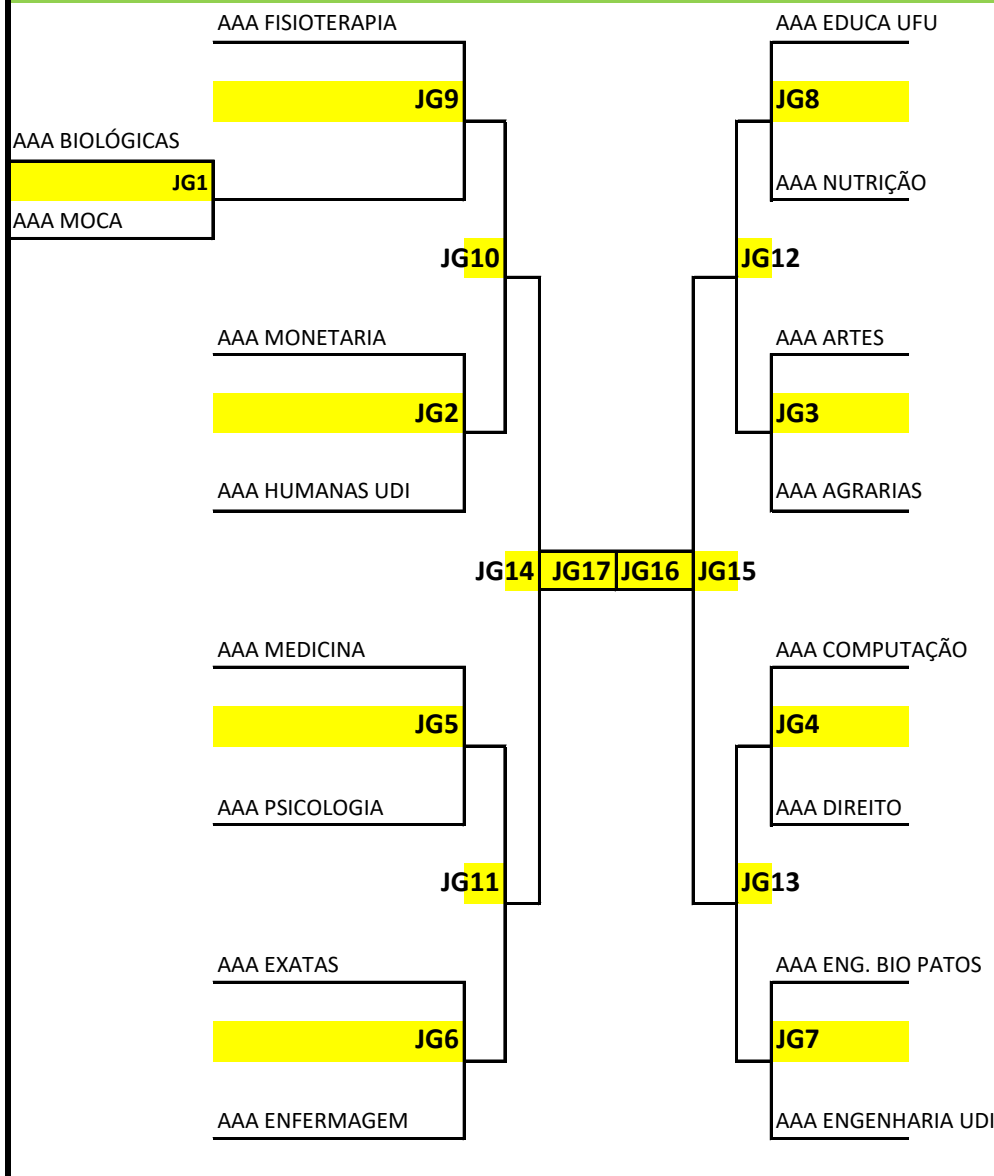 AAA FISIOTERAPIA
AAA EDUCA UFU
JG9
JG8
AAA BIOLÓGICAS
JG1
AAA NUTRIÇÃO
AAA MOCA
JG10
JG12
AAA MONETARIA
AAA ARTES
JG2
JG3
AAA HUMANAS UDI
AAA AGRARIAS
JG14 JG17 JG16 JG15
AAA MEDICINA
AAA COMPUTAÇÃO
JG5
JG4
AAA PSICOLOGIA
AAA DIREITO
JG11
JG13
AAA EXATAS
AAA ENG. BIO PATOS
JG6
JG7
AAA ENFERMAGEM
AAA ENGENHARIA UDI